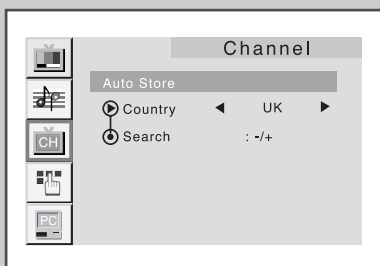 Channel
Auto Store
Country ◀ UK ▶
Search : -/+
CH
PC